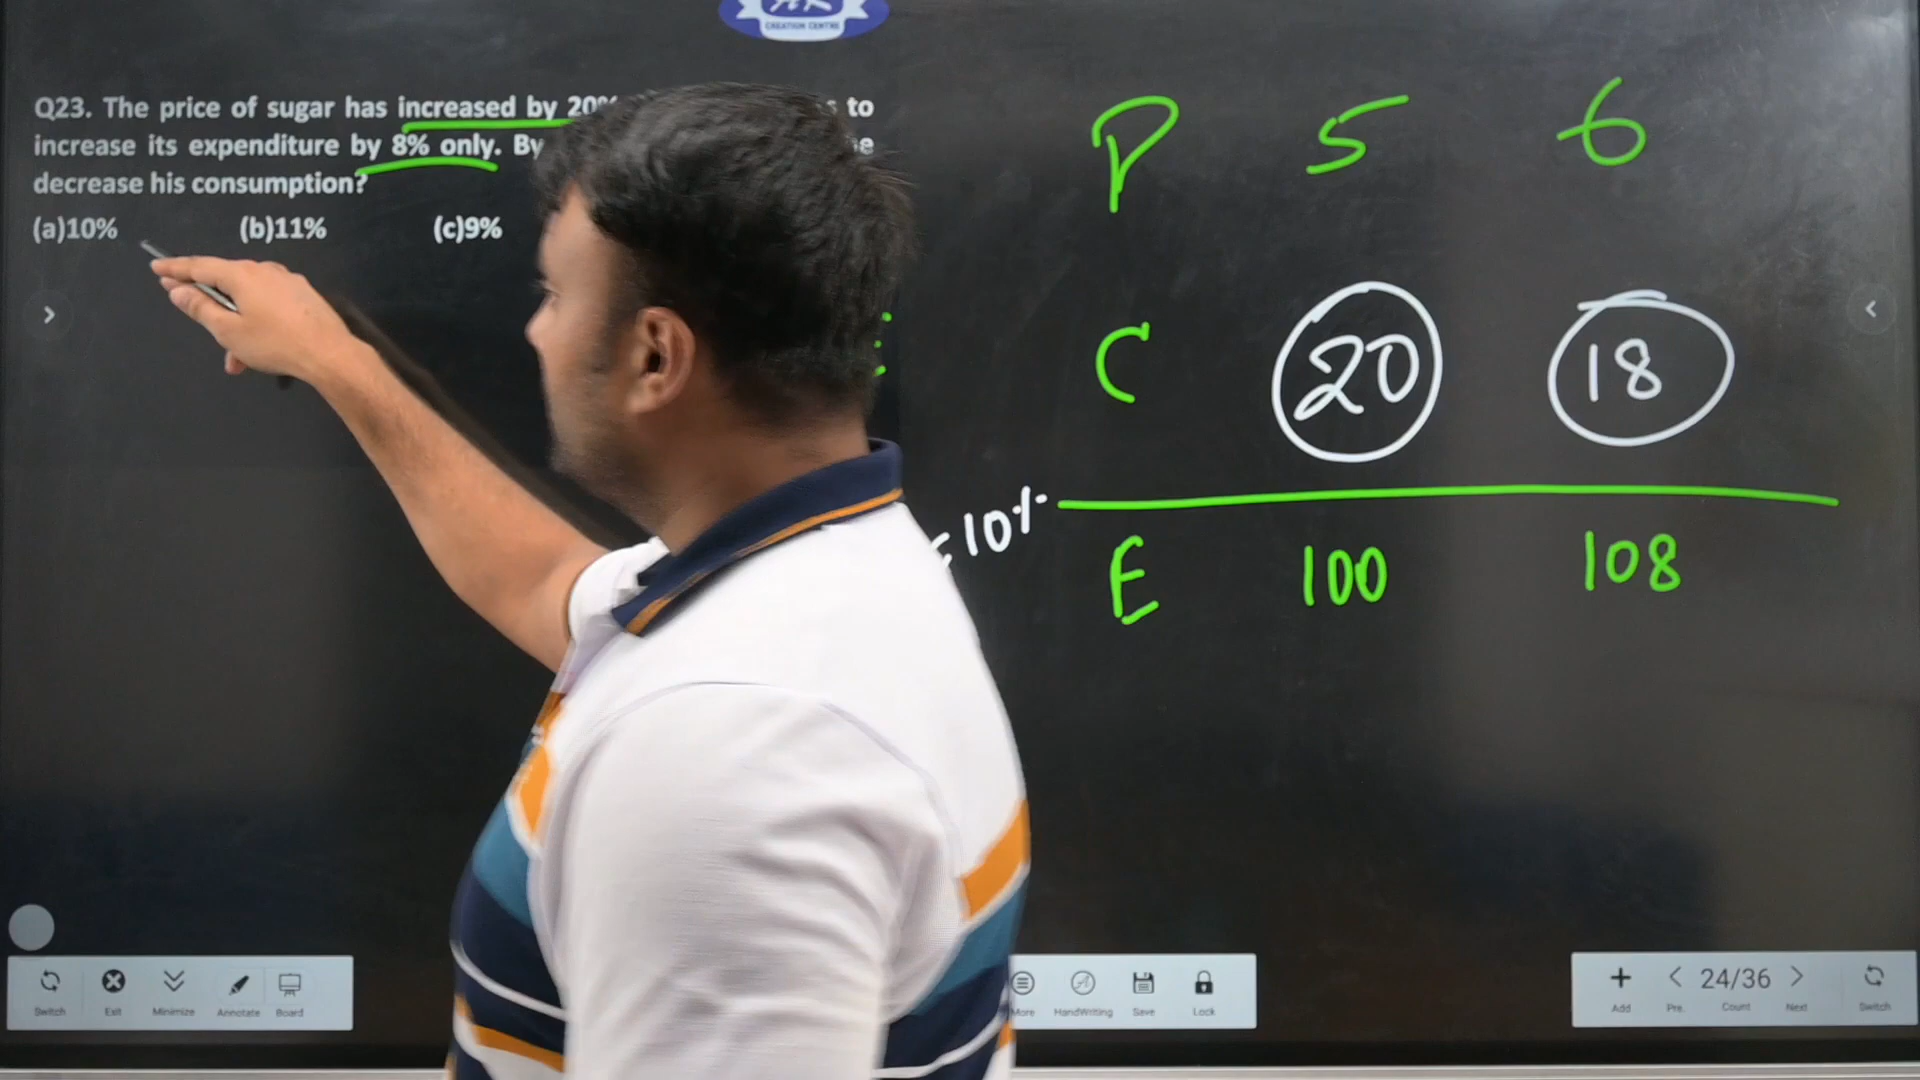 CREATION CENTRE
Q23. The price of sugar has increased by 20% to
increase its expenditure by 8% only. By
decrease his consumption?
(a)10% (b)11% (c)9%
P 5 6
C 20 18
= 10%
E 100 108
Switch Exit Minimize Annotate Board
More HandWriting Save Lock
Add Pre. 24/36 Count Next Switch